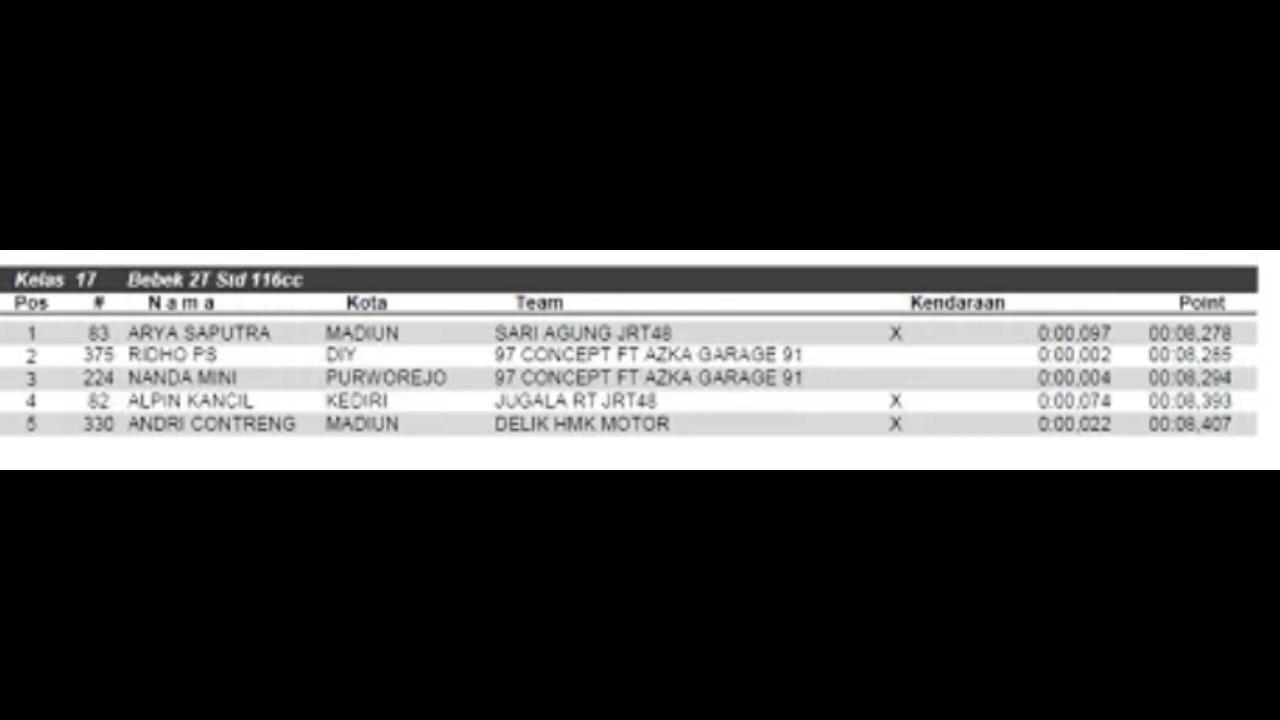 Kelas 17 Bebek 2T Std 116cc
Pos # Nama Kota Team Kendaraan Point
1 83 ARYA SAPUTRA MADIUN SARI AGUNG JRT48 X 0:00,097 00:08,278
2 375 RIDHO PS DIY 97 CONCEPT FT AZKA GARAGE 91 0:00,002 00:08,285
3 224 NANDA MINI PURWOREJO 97 CONCEPT FT AZKA GARAGE 91 0:00,004 00:08,294
4 62 ALPIN KANCIL KEDIRI JUGALA RT JRT48 X 0:00,074 00:08,393
5 330 ANDRI CONTRENG MADIUN DELIK HMK MOTOR X 0:00,022 00:08,407